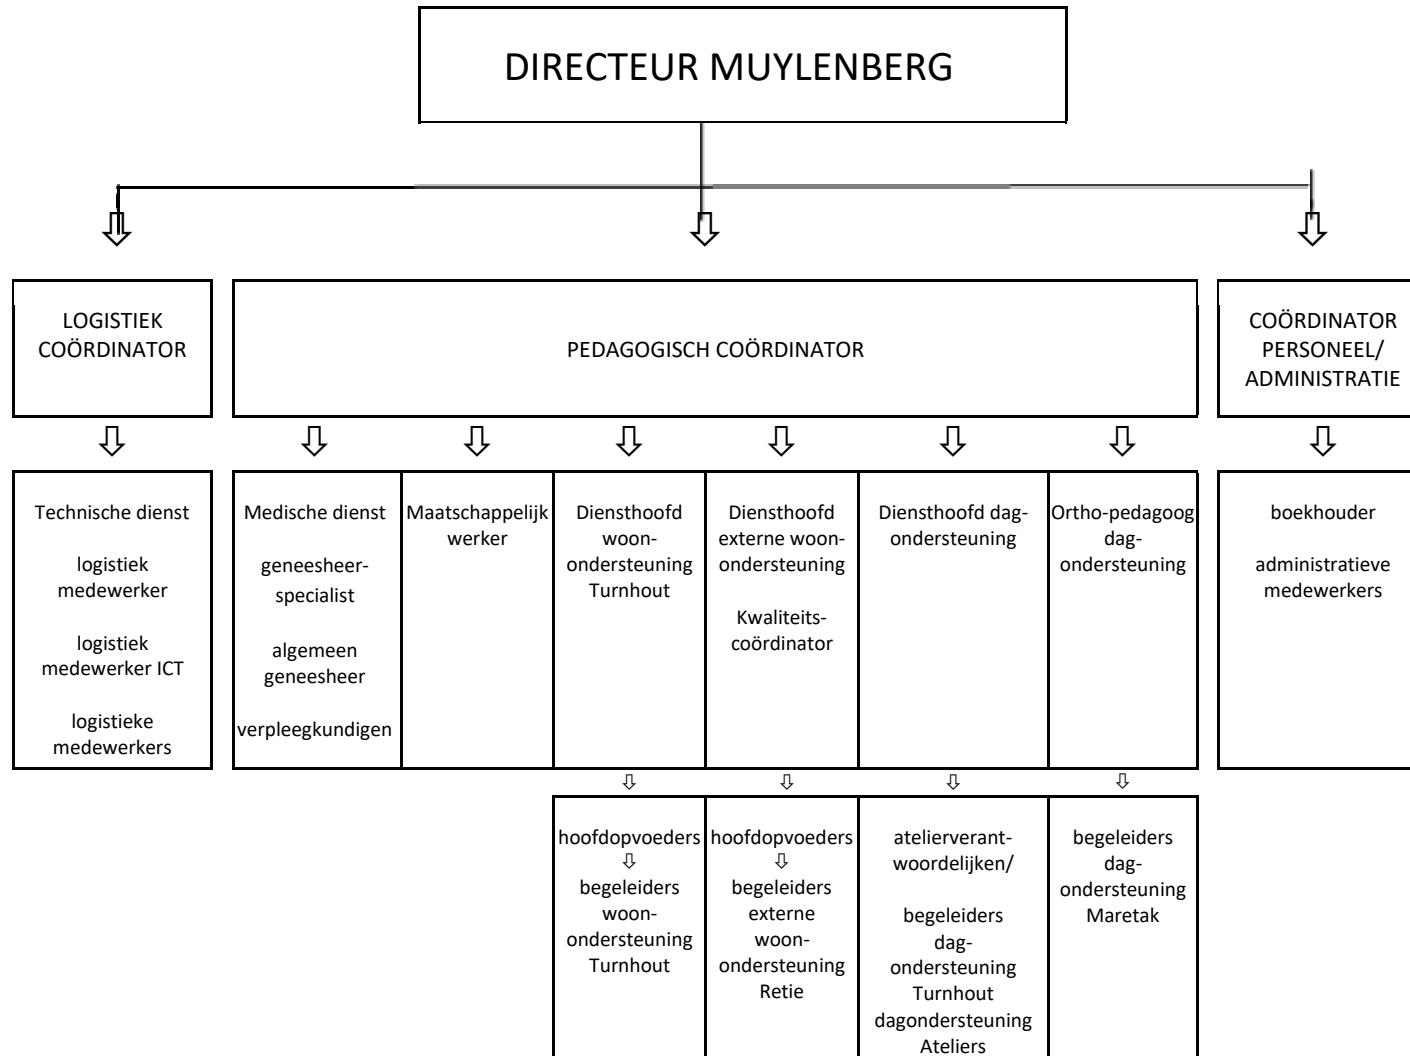 DIRECTEUR MUYLENBERG
LOGISTIEK
COÖRDINATOR
PEDAGOGISCH COÖRDINATOR
COÖRDINATOR
PERSONEEL/
ADMINISTRATIE
Technische dienst
logistiek
medewerker
logistiek
medewerker ICT
logistieke
medewerkers
Medische dienst
geneesheer-
specialist
algemeen
geneesheer
verpleegkundigen
Maatschappelijk
werker
Diensthoofd
woon-
ondersteuning
Turnhout
Diensthoofd
externe woon-
ondersteuning
Kwaliteits-
coördinator
Diensthoofd dag-
ondersteuning
Ortho-pedagoog
dag-
ondersteuning
boekhouder
administratieve
medewerkers
hoofdopvoeders
begeleiders
woon-
ondersteuning
Turnhout
hoofdopvoeders
begeleiders
externe
woon-
ondersteuning
Retie
atelierverant-
woordelijken/
begeleiders
dag-
ondersteuning
Turnhout
dagondersteuning
Ateliers
begeleiders
dag-
ondersteuning
Maretak